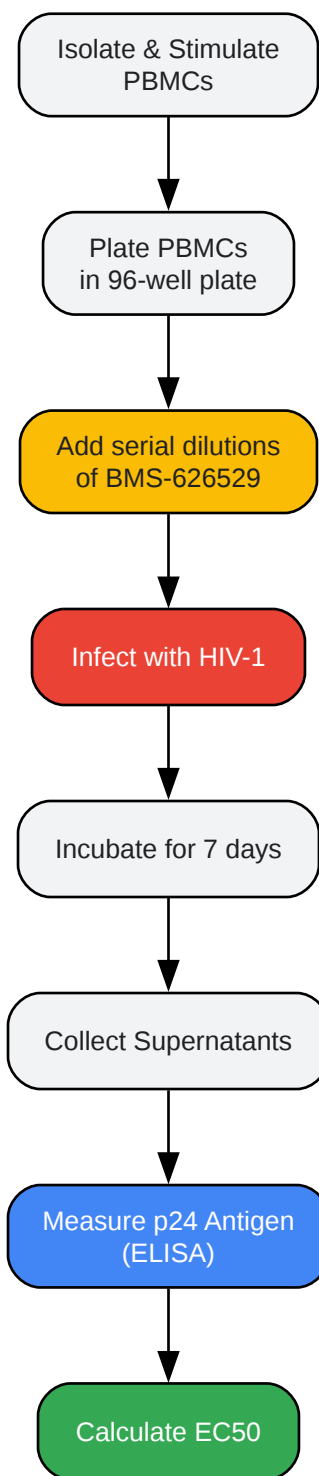 Isolate & Stimulate
PBMCs
Plate PBMCs
in 96-well plate
Add serial dilutions
of BMS-626529
Infect with HIV-1
Incubate for 7 days
Collect Supernatants
Measure p24 Antigen
(ELISA)
Calculate EC50